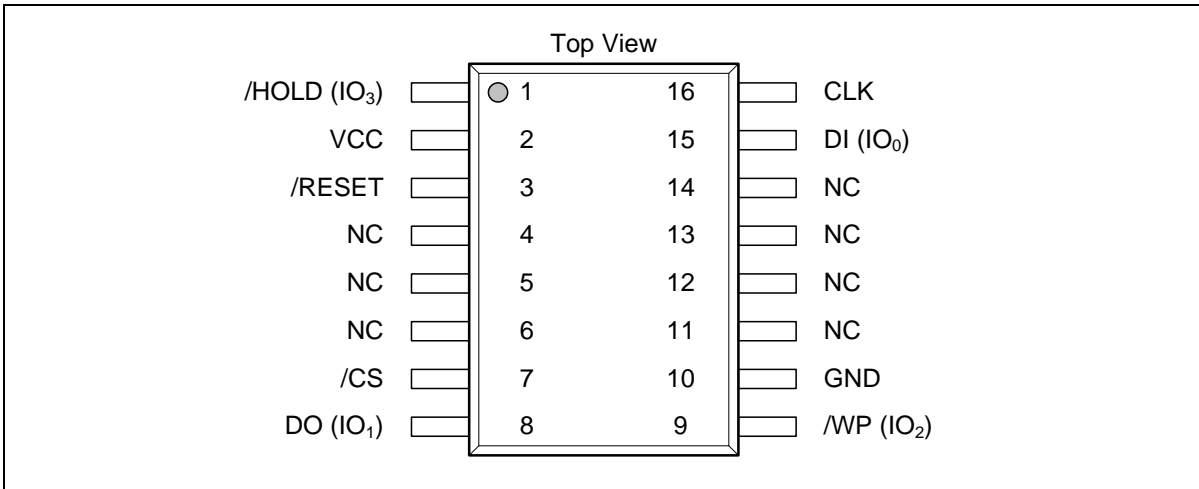 Top View
/HOLD (IO₃) 1 16 CLK
VCC 2 15 DI (IO₀)
/RESET 3 14 NC
NC 4 13 NC
NC 5 12 NC
NC 6 11 NC
/CS 7 10 GND
DO (IO₁) 8 9 /WP (IO₂)